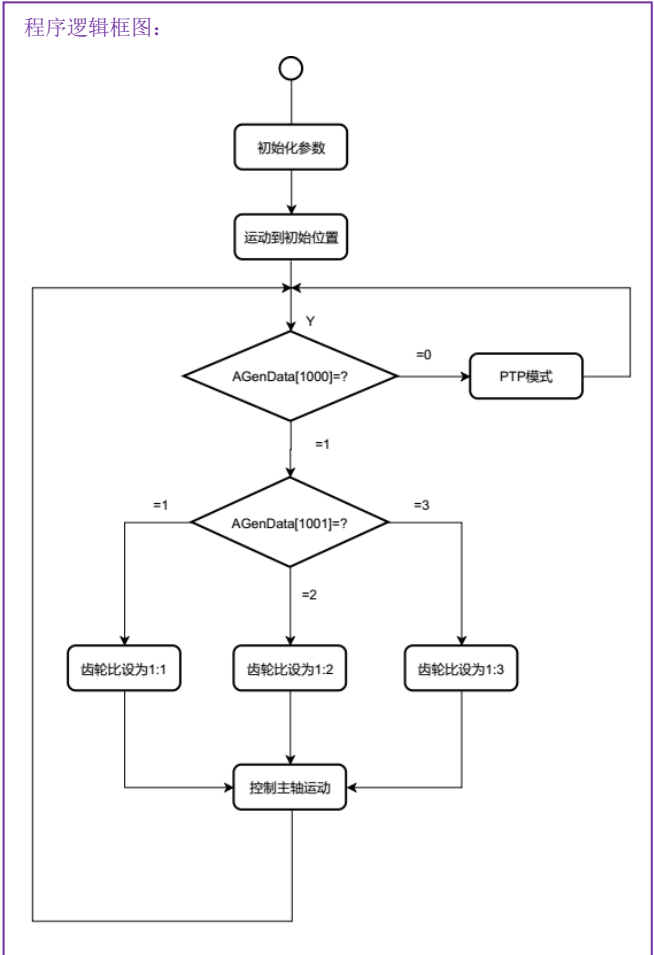 程序逻辑框图：
初始化参数
运动到初始位置
Y
AGenData[1000]=?
=0
PTP模式
=1
=1
AGenData[1001]=?
=3
=2
齿轮比设为1:1
齿轮比设为1:2
齿轮比设为1:3
控制主轴运动